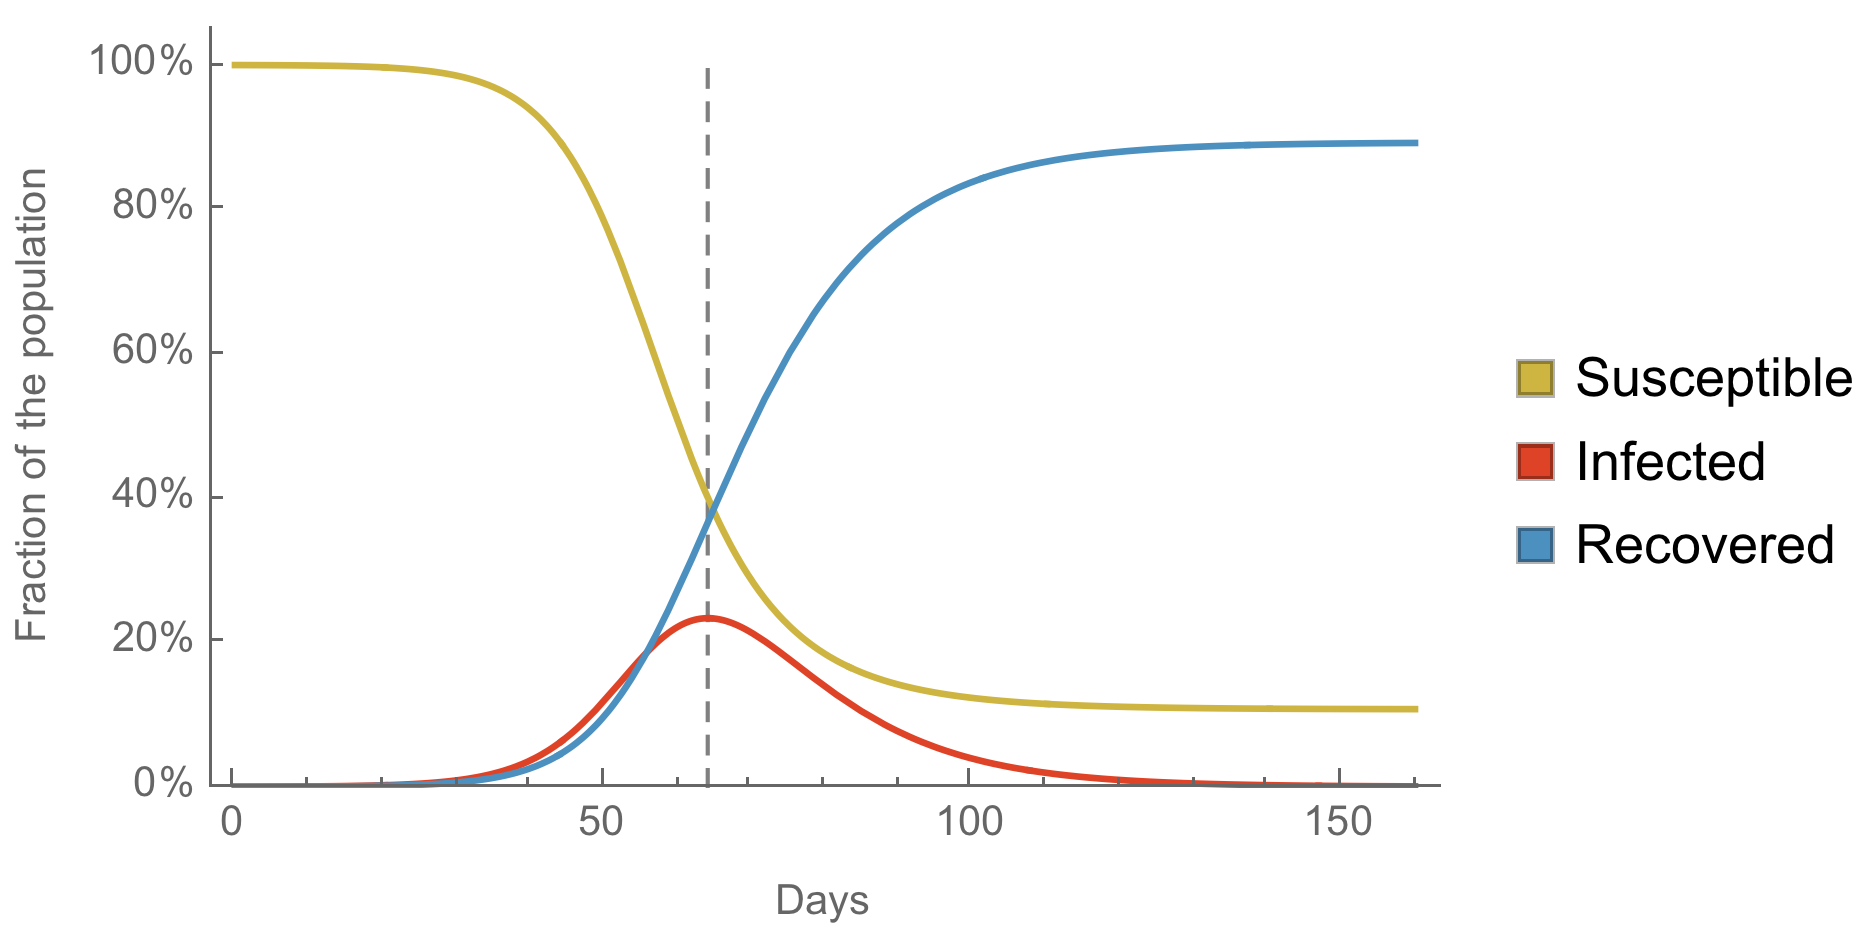 Fraction of the population
100%
80%
60%
40%
20%
0%
0 50 100 150
Days
Susceptible
Infected
Recovered